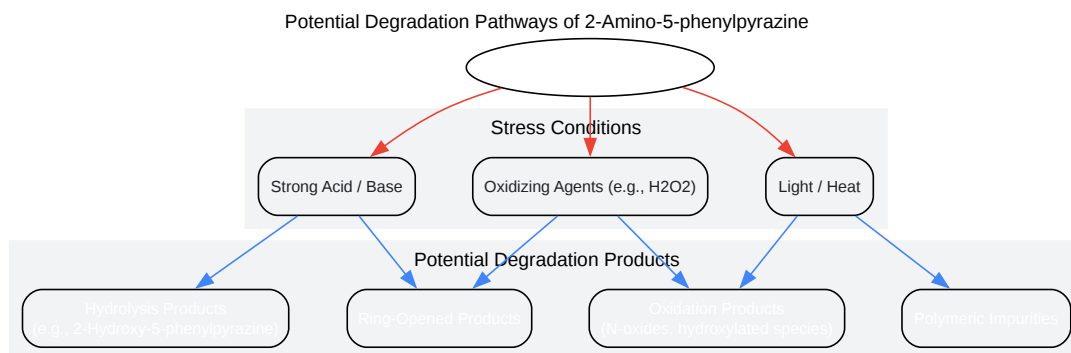 Potential Degradation Pathways of 2-Amino-5-phenylpyrazine
Stress Conditions
Strong Acid / Base
Oxidizing Agents (e.g., H2O2)
Light / Heat
Potential Degradation Products
Hydrolysis Products
(e.g., 2-Hydroxy-5-phenylpyrazine)
Ring-Opened Products
Oxidation Products
(N-oxides, hydroxylated species)
Polymeric Impurities